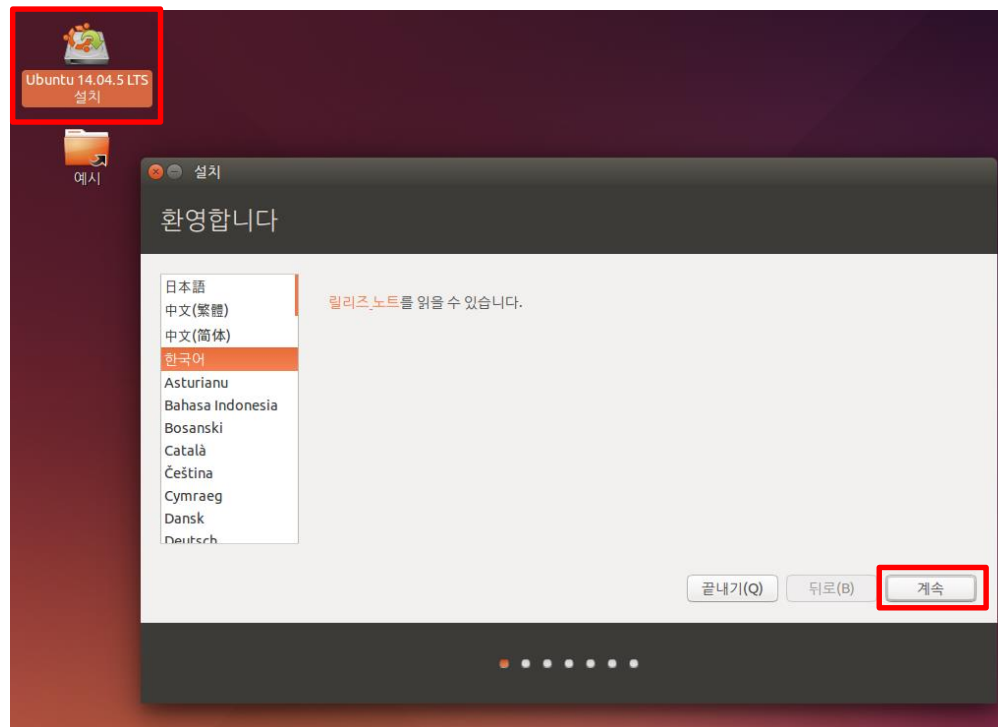 Ubuntu 14.04.5 LTS
설치
예시
설치
환영합니다
日本語
中文(繁體)
中文(简体)
한국어
Asturianu
Bahasa Indonesia
Bosanski
Català
Čeština
Cymraeg
Dansk
Deutsch
릴리즈 노트를 읽을 수 있습니다.
끝내기(Q)
뒤로(B)
계속